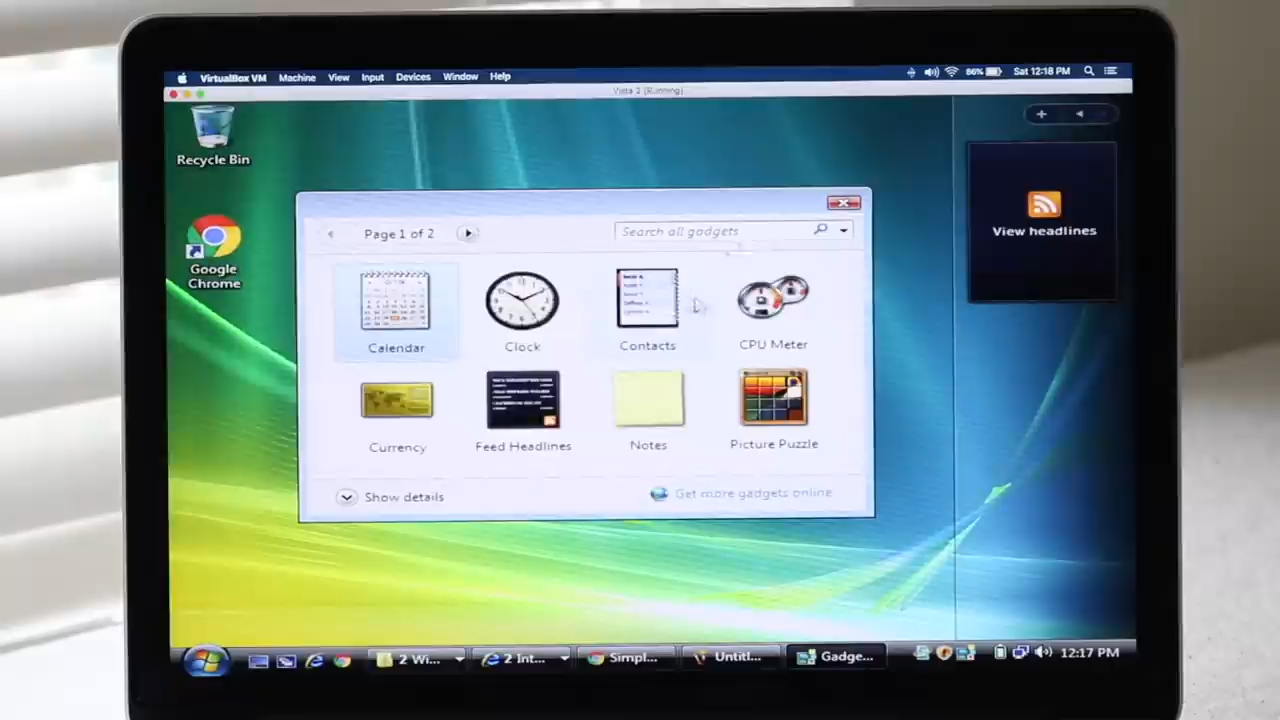 VirtualBox VM Machine View Input Devices Window Help 86% Sat 12:18 PM
Vista 2 [Running]
Recycle Bin
Google
Chrome
View headlines
Page 1 of 2
Search all gadgets
Calendar
Clock
Contacts
CPU Meter
Currency
Feed Headlines
Notes
Picture Puzzle
Show details
Get more gadgets online
2 Wi...
2 Int...
Simpl...
Untitl...
Gadge...
12:17 PM